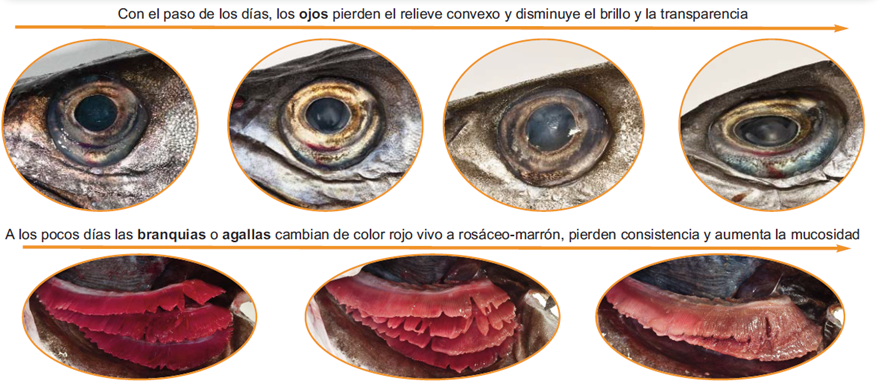 Con el paso de los días, los ojos pierden el relieve convexo y disminuye el brillo y la transparencia
A los pocos días las branquias o agallas cambian de color rojo vivo a rosáceo-marrón, pierden consistencia y aumenta la mucosidad